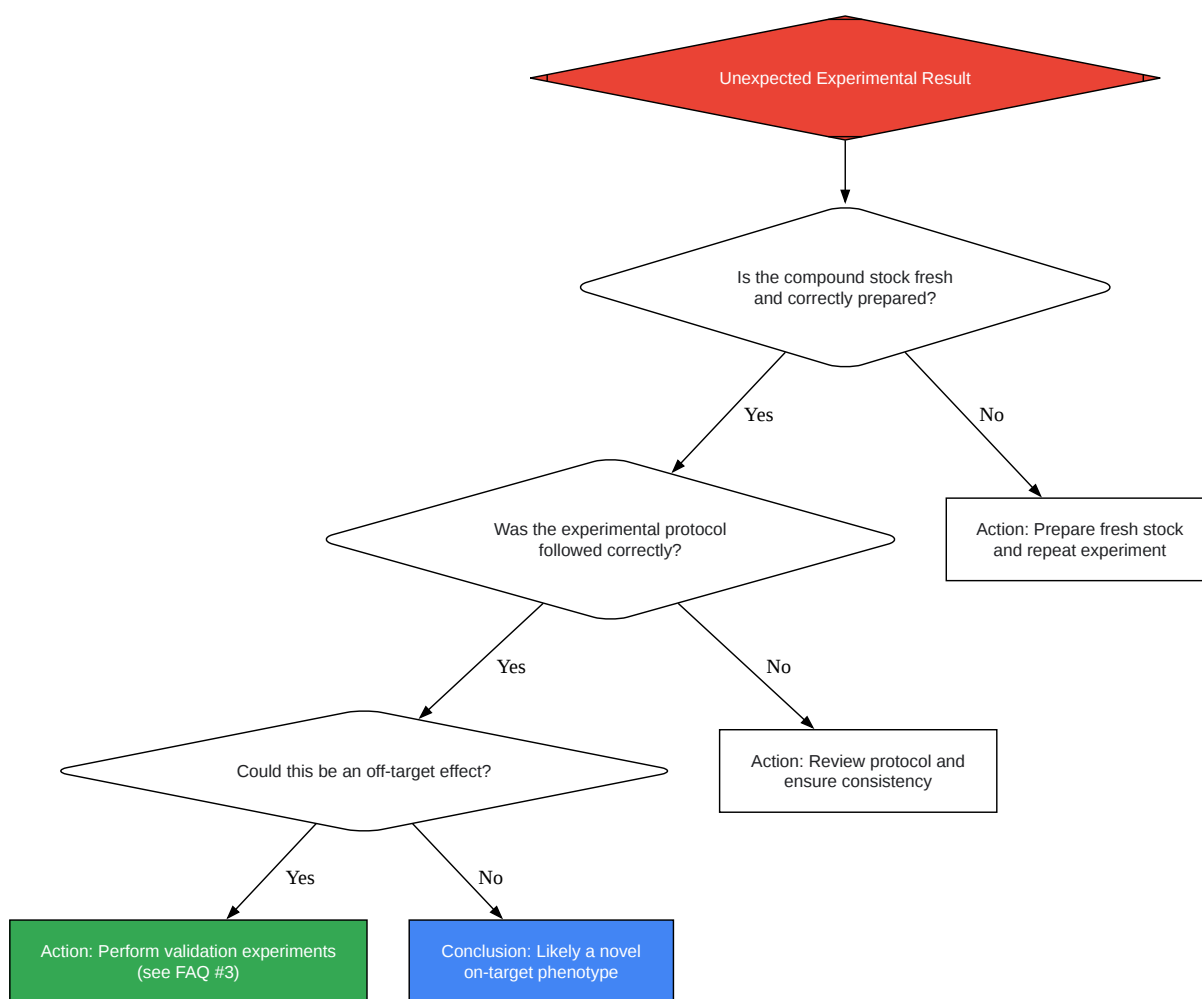 Unexpected Experimental Result
Is the compound stock fresh
and correctly prepared?
Yes
No
Was the experimental protocol
followed correctly?
Action: Prepare fresh stock
and repeat experiment
Yes
No
Could this be an off-target effect?
Action: Review protocol and
ensure consistency
Yes
No
Action: Perform validation experiments
(see FAQ #3)
Conclusion: Likely a novel
on-target phenotype